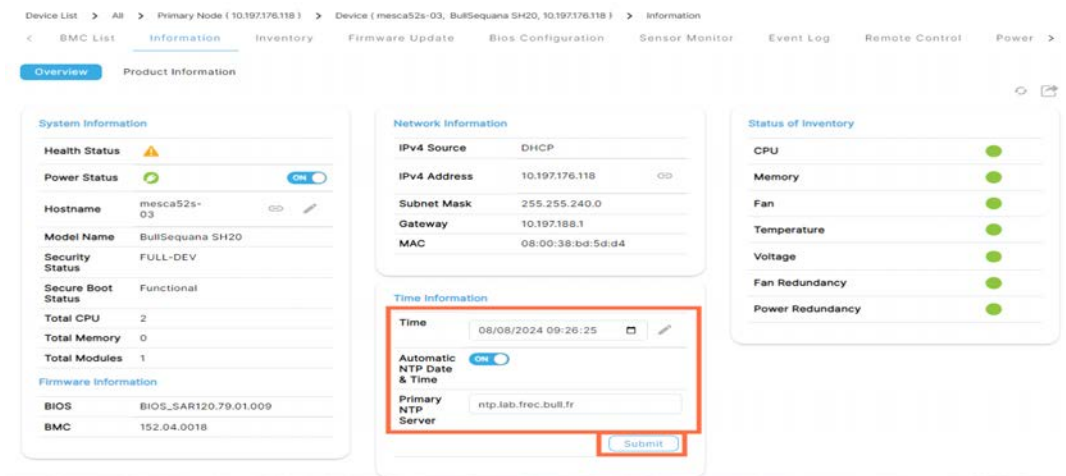 Device List > All > Primary Node ( 10.197.176.118 ) > Device ( mesca52s-03, BullSequana SH20, 10.197.176.118 ) > Information
< BMC List Information Inventory Firmware Update Bios Configuration Sensor Monitor Event Log Remote Control Power >
Overview Product Information
System Information
Health Status
Power Status ON
Hostname mesca52s-
03
Model Name BullSequana SH20
Security FULL-DEV
Status
Secure Boot Functional
Status
Total CPU 2
Total Memory 0
Total Modules 1
Firmware Information
BIOS BIOS_SAR120.79.01.009
BMC 152.04.0018
Network Information
IPv4 Source DHCP
IPv4 Address 10.197.176.118
Subnet Mask 255.255.240.0
Gateway 10.197.188.1
MAC 08:00:38:bd:5d:d4
Time Information
Time 08/08/2024 09:26:25
Automatic ON
NTP Date
& Time
Primary
NTP ntp.lab.frec.bull.fr
Server
Submit
Status of Inventory
CPU
Memory
Fan
Temperature
Voltage
Fan Redundancy
Power Redundancy